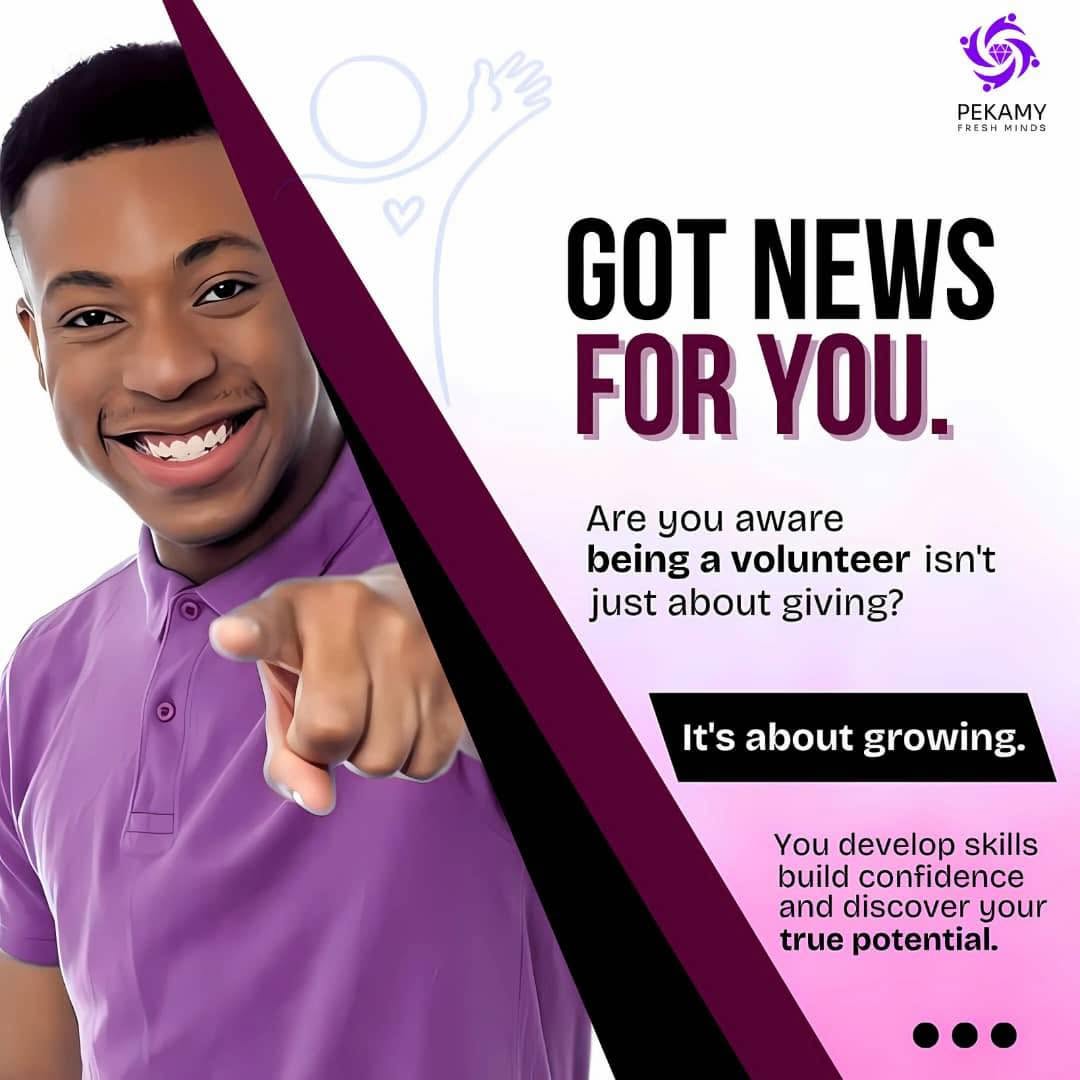 PEKAMY
FRESH MINDS
GOT NEWS
FOR YOU.
Are you aware
being a volunteer isn't
just about giving?
It's about growing.
You develop skills
build confidence
and discover your
true potential.